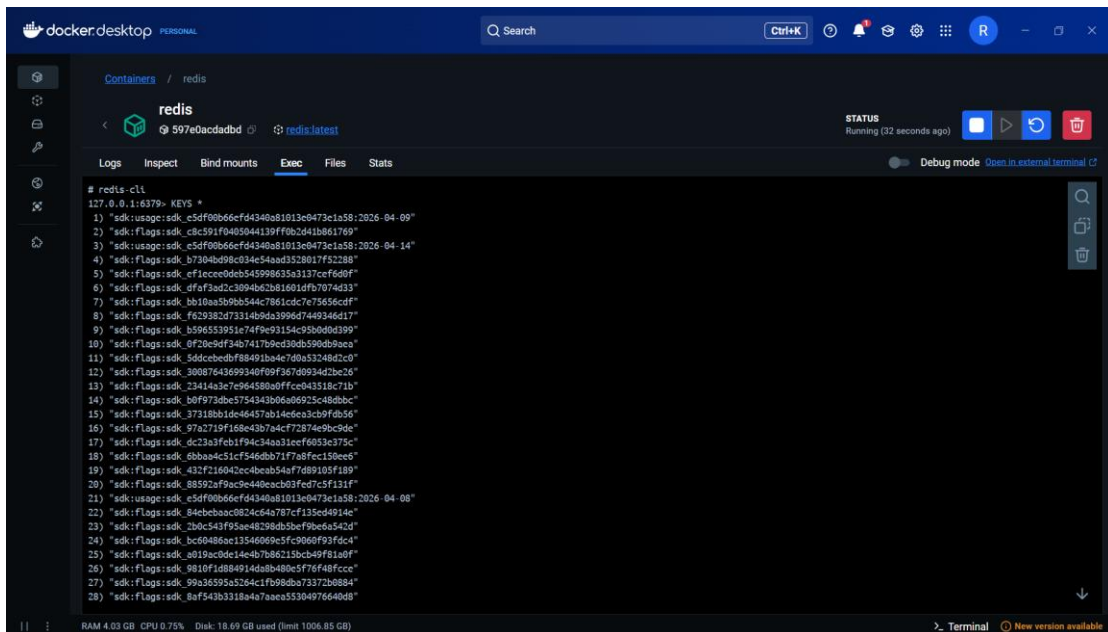 docker.desktop PERSONAL
Search
Ctrl+K
R
Containers / redis
redis
597e0acdadbd redis:latest
STATUS
Running (32 seconds ago)
Logs Inspect Bind mounts Exec Files Stats
Debug mode Open in external terminal
# redis-cli
127.0.0.1:6379> KEYS *
1) "sdk:usage:sdk_e5df00b66efd4340a81013e0473e1a58:2026-04-09"
2) "sdk:flags:sdk_c8c591f0405044139ff0b2d41b861769"
3) "sdk:usage:sdk_e5df00b66efd4340a81013e0473e1a58:2026-04-14"
4) "sdk:flags:sdk_b7304bd98c034e54aad3528017f52288"
5) "sdk:flags:sdk_ef1ecee0deb545998635a3137cef6d0f"
6) "sdk:flags:sdk_dfaf3ad2c3094b62b81601dfb7074d33"
7) "sdk:flags:sdk_bb10aa5b9bb544c7861cdc7e75656cdf"
8) "sdk:flags:sdk_f629382d73314b9da3996d7449346d17"
9) "sdk:flags:sdk_b596553951e74f9e93154c95b0d0d399"
10) "sdk:flags:sdk_0f20e9df34b7417b9ed30db590db9aea"
11) "sdk:flags:sdk_5ddcebedbf88491ba4e7d0a53248d2c0"
12) "sdk:flags:sdk_30087643699340f09f367d0934d2be26"
13) "sdk:flags:sdk_23414a3e7e964580a0ffce043518c71b"
14) "sdk:flags:sdk_b0f973dbe5754343b06a06925c48dbbc"
15) "sdk:flags:sdk_37318bb1de46457ab14e6ea3cb9fdb56"
16) "sdk:flags:sdk_97a2719f168e43b7a4cf72874e9bc9de"
17) "sdk:flags:sdk_dc23a3feb1f94c34aa31eef6053e375c"
18) "sdk:flags:sdk_6bbaa4c51cf546dbb71f7a8fec150ee6"
19) "sdk:flags:sdk_432f216042ec4beab54af7d89105f189"
20) "sdk:flags:sdk_88592af9ac9e440eacb03fed7c5f131f"
21) "sdk:usage:sdk_e5df00b66efd4340a81013e0473e1a58:2026-04-08"
22) "sdk:flags:sdk_84ebebaac0824c64a787cf135ed4914e"
23) "sdk:flags:sdk_2b0c543f95ae48298db5bef9be6a542d"
24) "sdk:flags:sdk_bc60486ae13546069e5fc9060f93fdc4"
25) "sdk:flags:sdk_a019ac0de14e4b7b86215bcb49f81a0f"
26) "sdk:flags:sdk_9810f1d884914da8b480e5f76f48fcce"
27) "sdk:flags:sdk_99a36595a5264c1fb98dba73372b0884"
28) "sdk:flags:sdk_8af543b3318a4a7aaea55304976640d8"
RAM 4.03 GB CPU 0.75% Disk: 18.69 GB used (limit 1006.85 GB)
>_ Terminal New version available